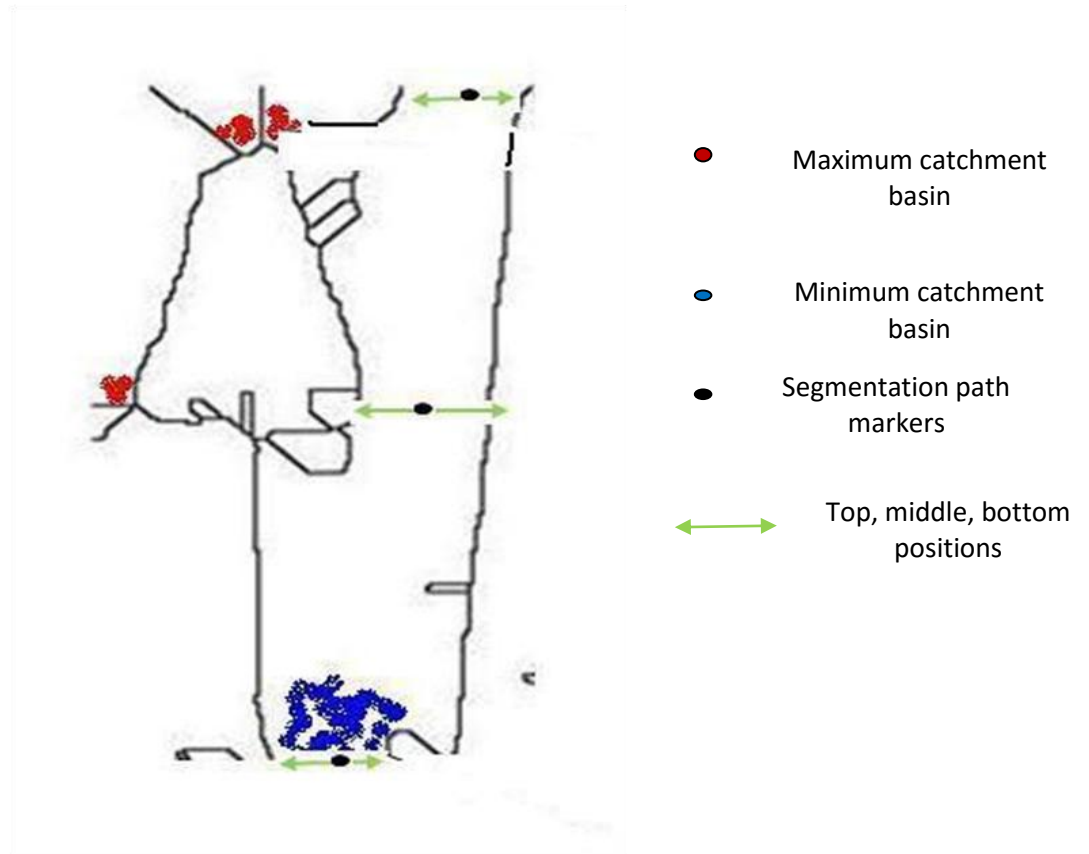 Maximum catchment
basin
Minimum catchment
basin
Segmentation path
markers
Top, middle, bottom
positions